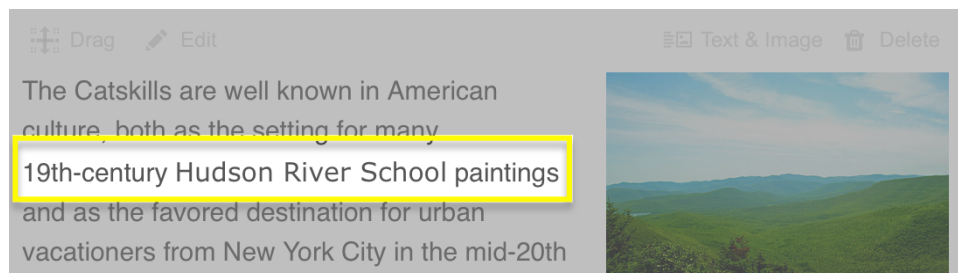 Drag Edit Text & Image Delete
The Catskills are well known in American
culture, both as the setting for many
19th-century Hudson River School paintings
and as the favored destination for urban
vacationers from New York City in the mid-20th